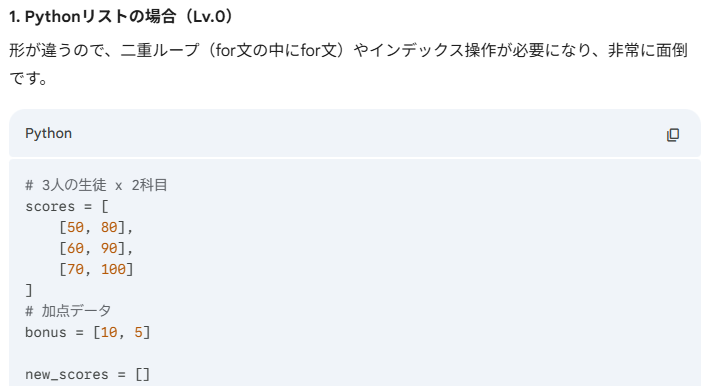 1. Pythonリストの場合（Lv.0）
形が違うので、二重ループ（for文の中にfor文）やインデックス操作が必要になり、非常に面倒
です。
Python
# 3人の生徒 x 2科目
scores = [
    [50, 80],
    [60, 90],
    [70, 100]
]
# 加点データ
bonus = [10, 5]

new_scores = []